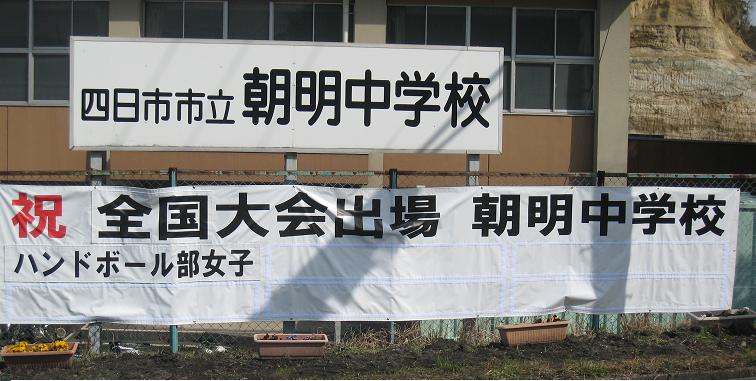 四日市市立 朝明中学校
祝 全国大会出場 朝明中学校
ハンドボール部女子